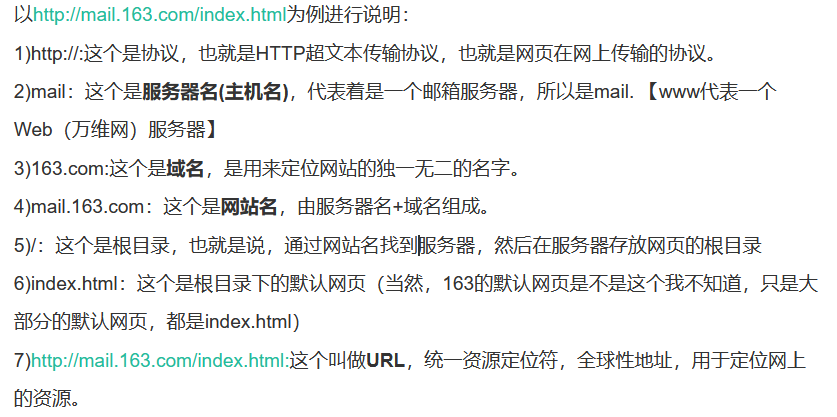 以http://mail.163.com/index.html为例进行说明：
1)http://:这个是协议，也就是HTTP超文本传输协议，也就是网页在网上传输的协议。
2)mail：这个是服务器名(主机名)，代表着是一个邮箱服务器，所以是mail. 【www代表一个
Web（万维网）服务器】
3)163.com:这个是域名，是用来定位网站的独一无二的名字。
4)mail.163.com：这个是网站名，由服务器名+域名组成。
5)/：这个是根目录，也就是说，通过网站名找到服务器，然后在服务器存放网页的根目录
6)index.html：这个是根目录下的默认网页（当然，163的默认网页是不是这个我不知道，只是大
部分的默认网页，都是index.html）
7)http://mail.163.com/index.html:这个叫做URL，统一资源定位符，全球性地址，用于定位网上
的资源。